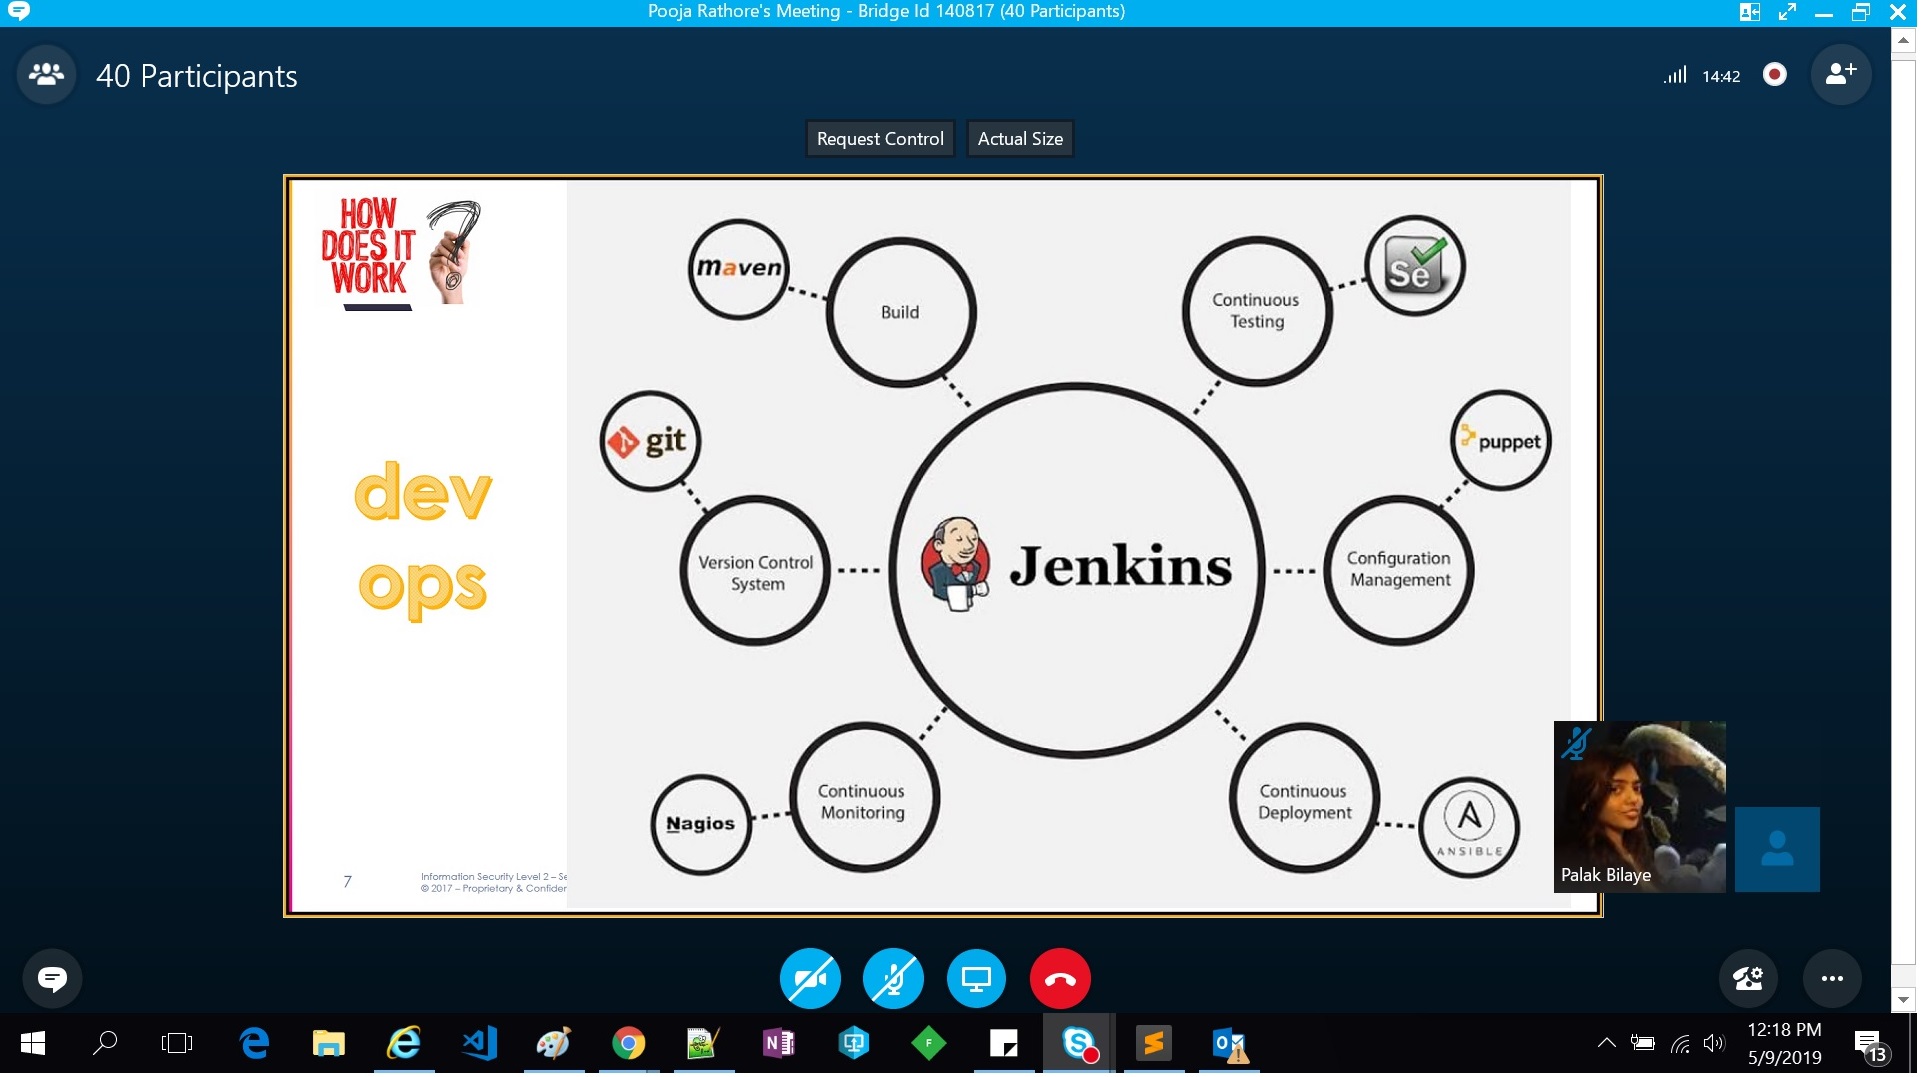 Pooja Rathore's Meeting - Bridge Id 140817 (40 Participants)
40 Participants
14:42
Request Control
Actual Size
HOW
DOES IT
WORK
?
dev
ops
maven
Build
Continuous
Testing
Se
git
puppet
Version Control
System
Jenkins
Configuration
Management
Continuous
Monitoring
Nagios
Continuous
Deployment
A
ANSIBLE
7
Information Security Level 2 – Se
© 2017 – Proprietary & Confider
Palak Bilaye
12:18 PM
5/9/2019
13